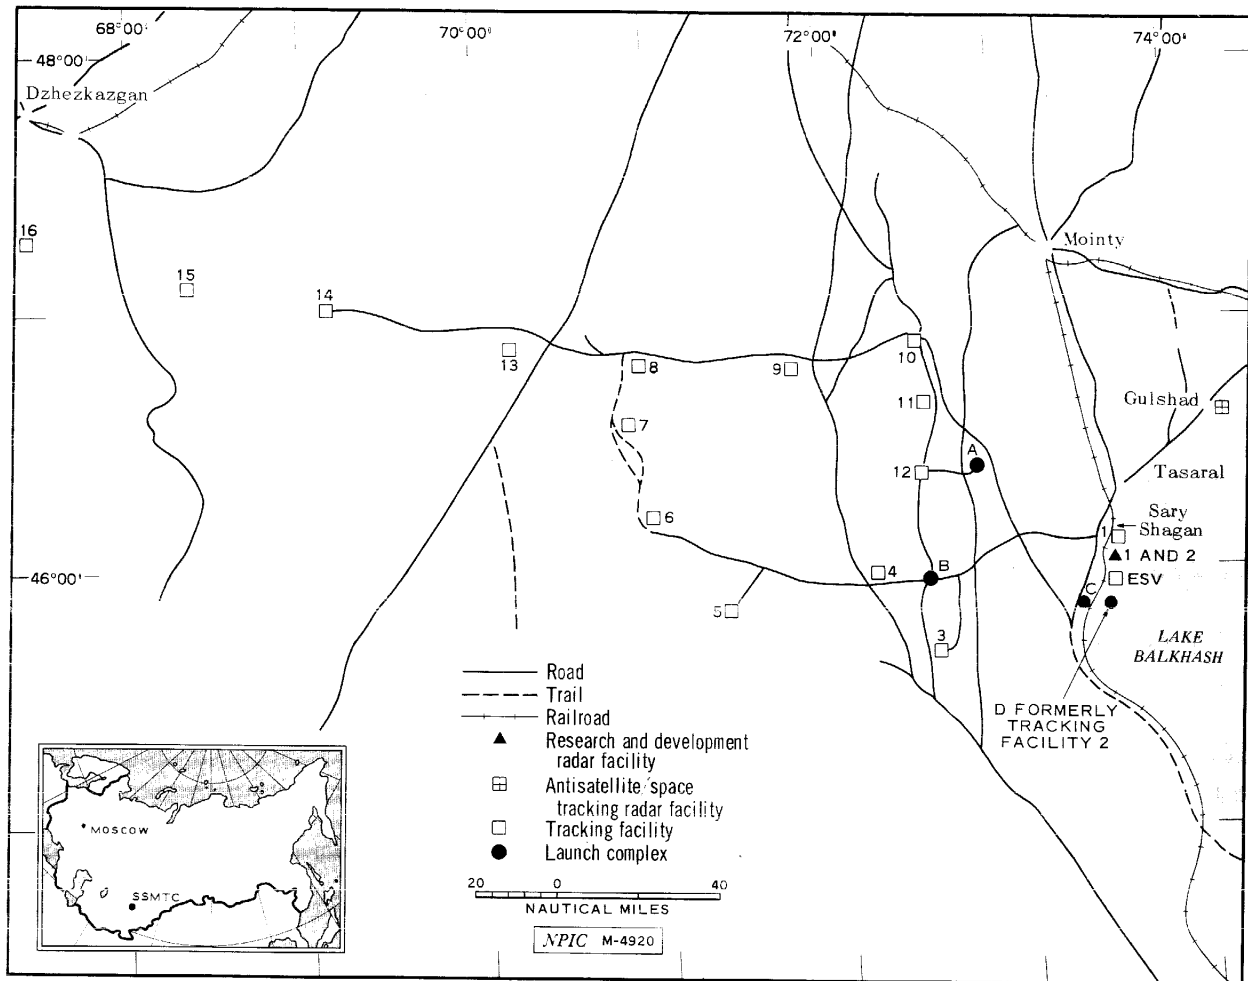 68°00'
70°00'
72°00'
74°00'
48°00'
Dzhezkazgan
16
15
14
13
8
9
10
Mointy
7
11
Gulshad
12
A
Tasaral
6
Sary
Shagan
1
1 AND 2
46°00'
4
B
ESV
5
C
3
LAKE
BALKHASH
D FORMERLY
TRACKING
FACILITY 2
Road
Trail
Railroad
Research and development
radar facility
Antisatellite/space
tracking radar facility
Tracking facility
Launch complex
20 0 40
NAUTICAL MILES
NPIC M-4920
MOSCOW
SSMTC